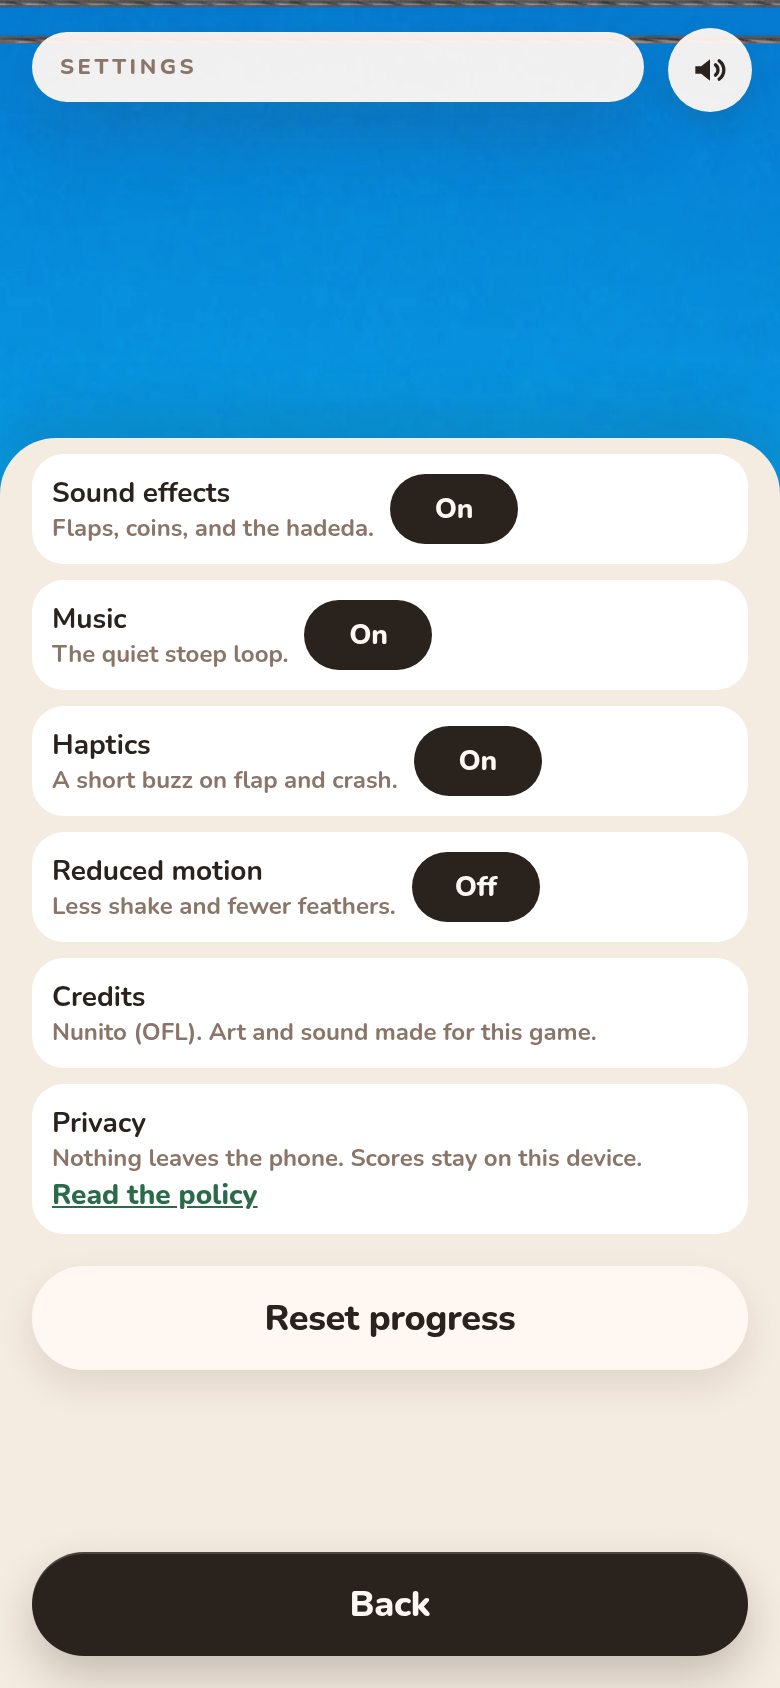 SETTINGS
Sound effects
Flaps, coins, and the hadeda.
On
Music
The quiet stoep loop.
On
Haptics
A short buzz on flap and crash.
On
Reduced motion
Less shake and fewer feathers.
Off
Credits
Nunito (OFL). Art and sound made for this game.
Privacy
Nothing leaves the phone. Scores stay on this device.
Read the policy
Reset progress
Back